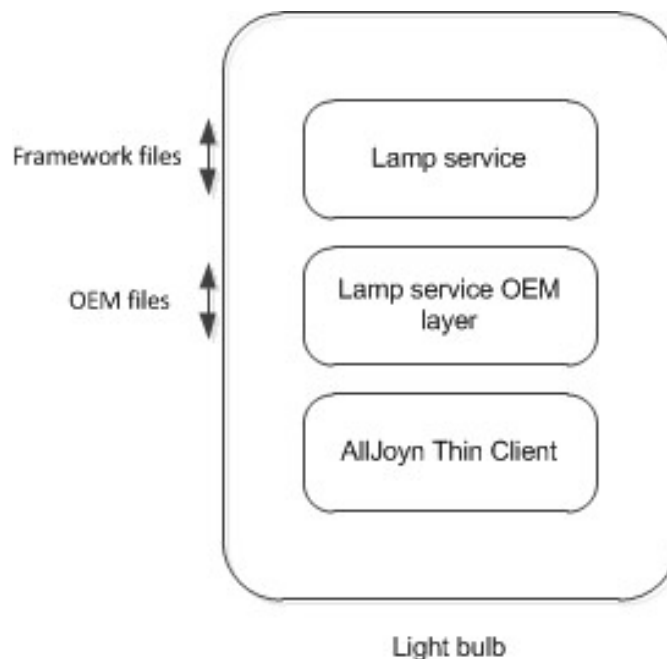 Framework files
Lamp service
OEM files
Lamp service OEM
layer
AllJoyn Thin Client
Light bulb